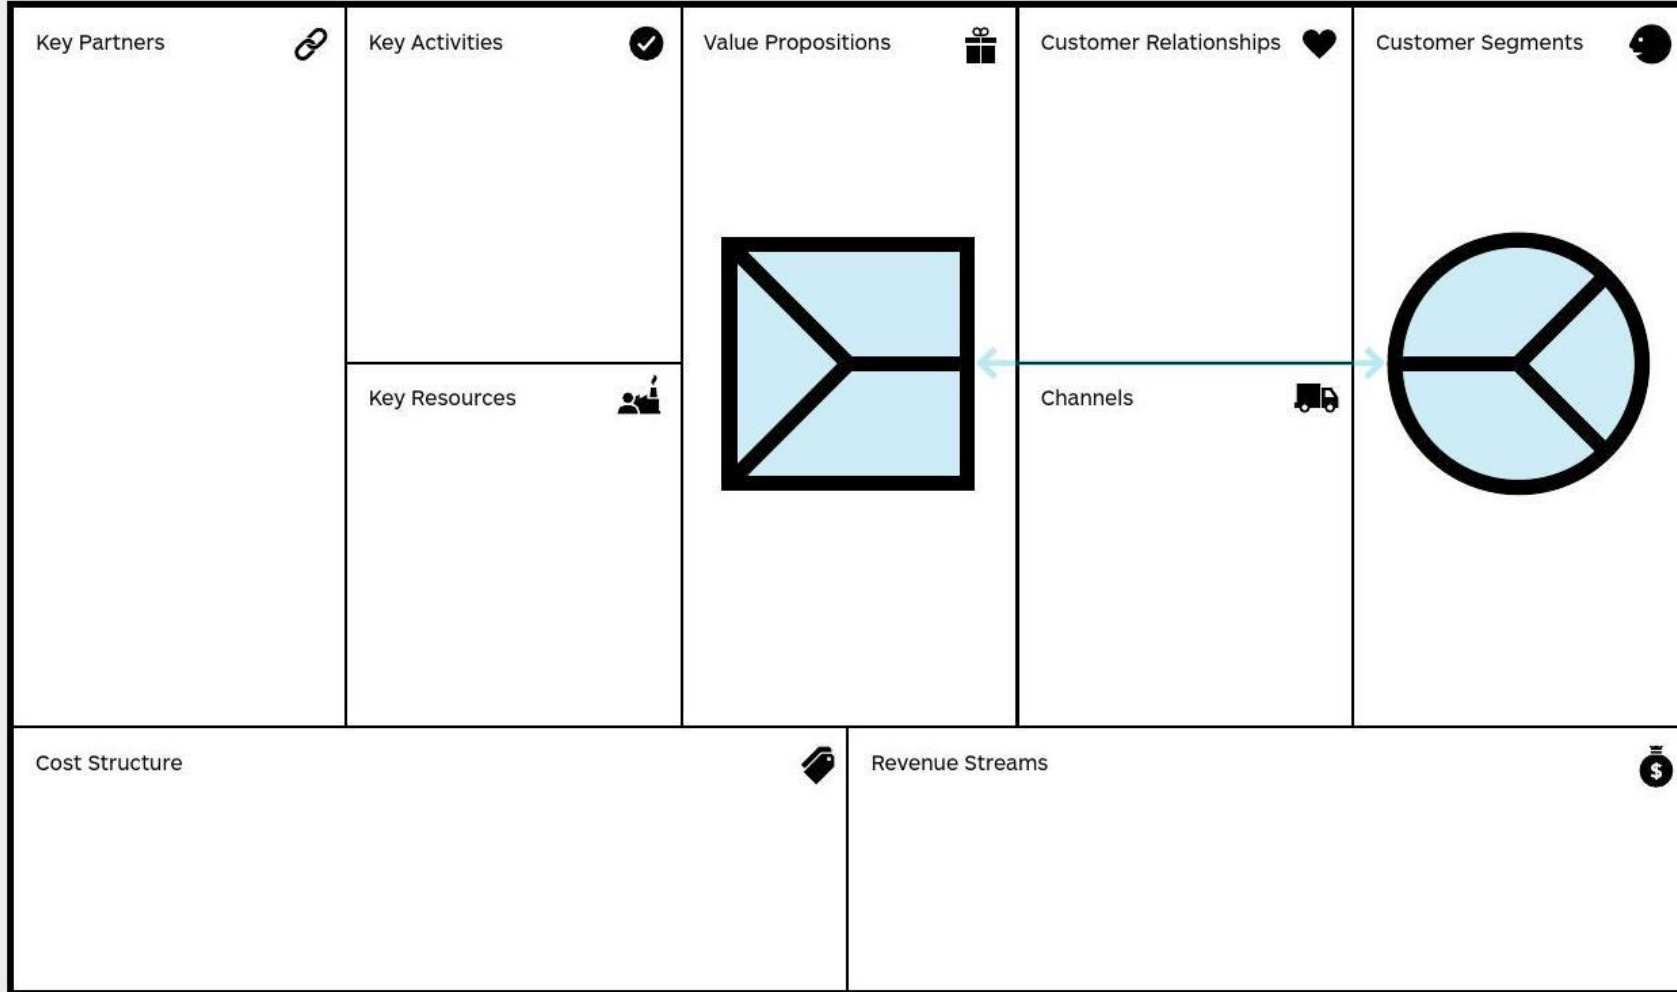 Key Partners
Key Activities
Value Propositions
Customer Relationships
Customer Segments
Key Resources
Channels
Cost Structure
Revenue Streams
$